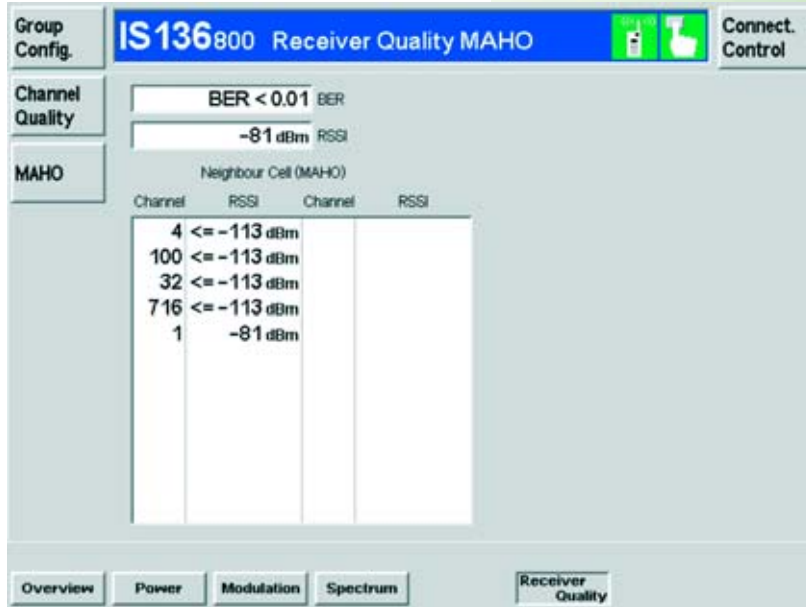 Group
Config.
IS136800 Receiver Quality MAHO
Connect.
Control
Channel
Quality
BER < 0.01 BER
-81 dBm RSSI
MAHO
Neighbour Cell (MAHO)
Channel RSSI Channel RSSI
4 <= -113 dBm
100 <= -113 dBm
32 <= -113 dBm
716 <= -113 dBm
1 -81 dBm
Overview Power Modulation Spectrum Receiver
Quality